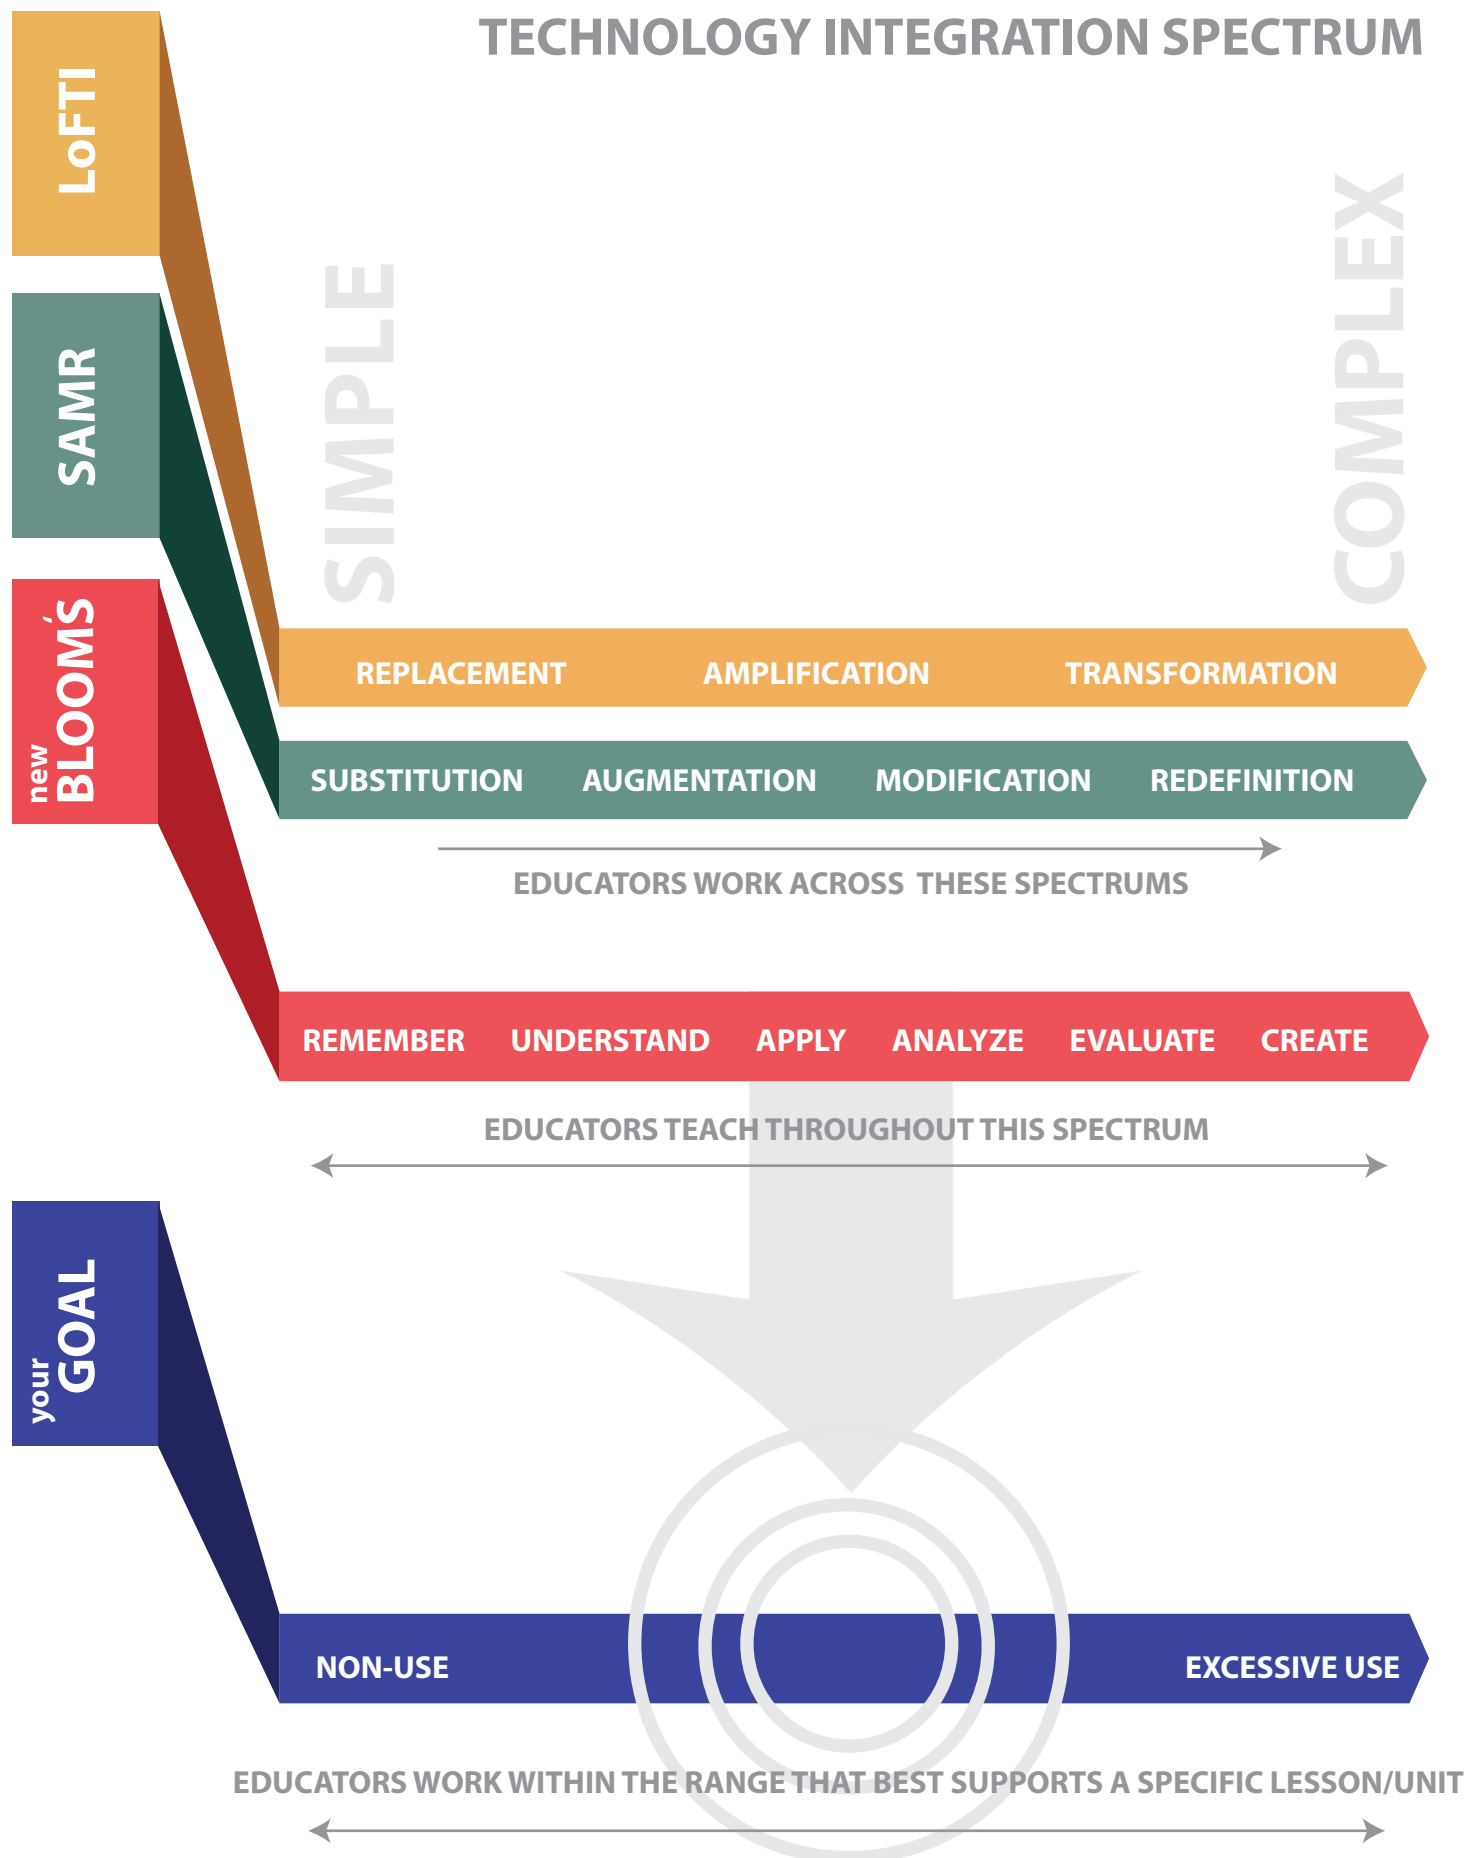 TECHNOLOGY INTEGRATION SPECTRUM
LoFTI
SAMR
new
BLOOM'S
your
GOAL
SIMPLE
COMPLEX
REPLACEMENT AMPLIFICATION TRANSFORMATION
SUBSTITUTION AUGMENTATION MODIFICATION REDEFINITION
EDUCATORS WORK ACROSS THESE SPECTRUMS
REMEMBER UNDERSTAND APPLY ANALYZE EVALUATE CREATE
EDUCATORS TEACH THROUGHOUT THIS SPECTRUM
NON-USE EXCESSIVE USE
EDUCATORS WORK WITHIN THE RANGE THAT BEST SUPPORTS A SPECIFIC LESSON/UNIT